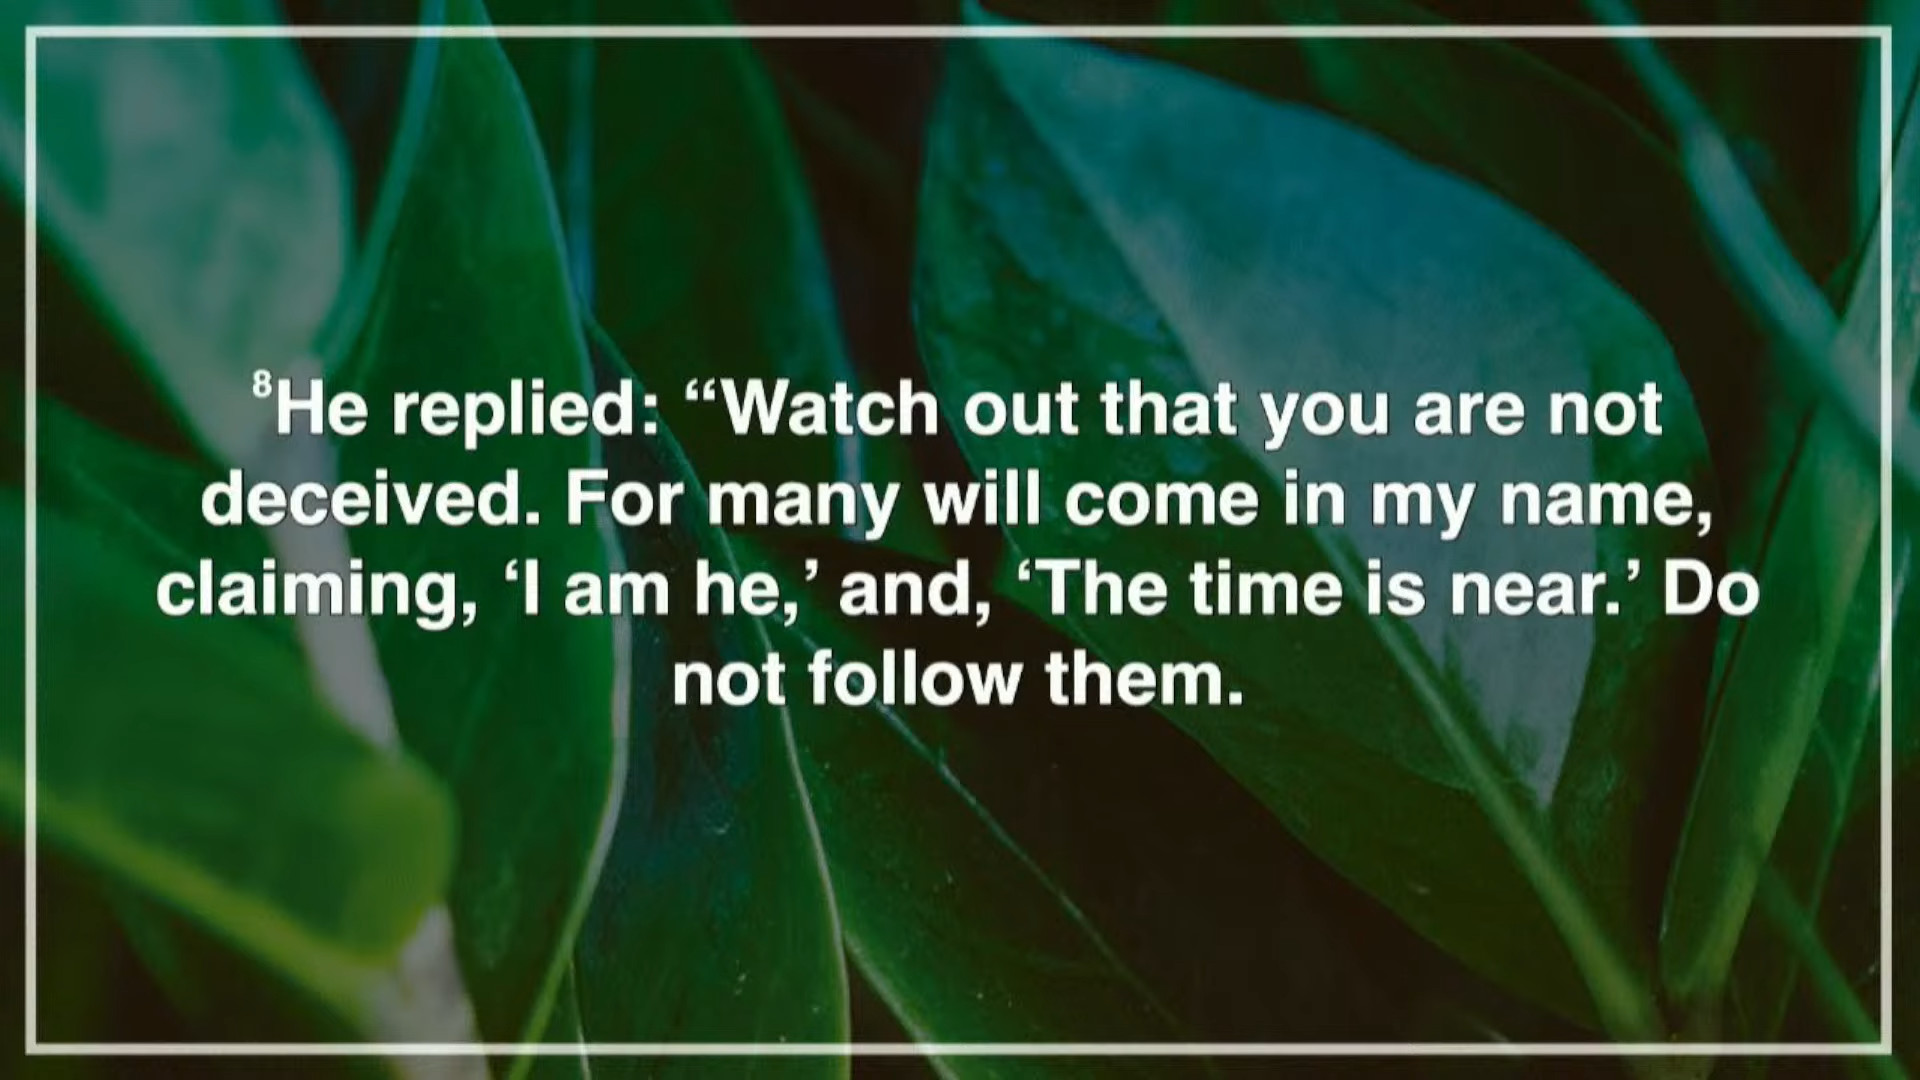 ⁸He replied: “Watch out that you are not
deceived. For many will come in my name,
claiming, ‘I am he,’ and, ‘The time is near.’ Do
not follow them.